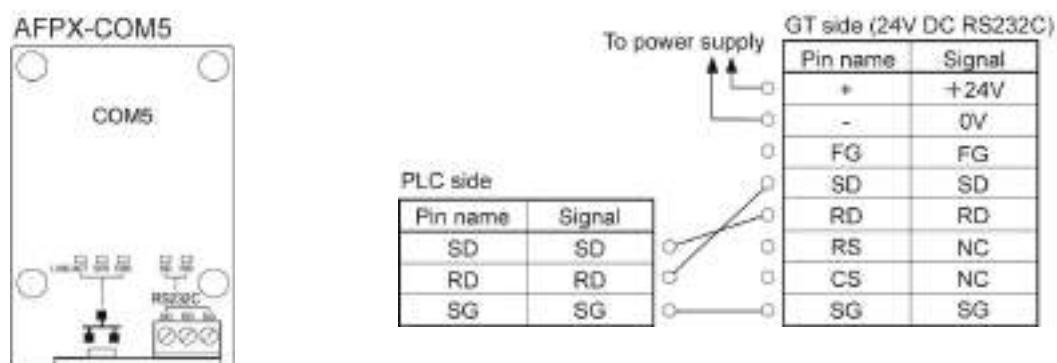 AFPX-COM5
COM5
RS232C
To power supply
GT side (24V DC RS232C)
Pin name Signal
+ +24V
- 0V
FG FG
SD SD
RD RD
RS NC
CS NC
SG SG
PLC side
Pin name Signal
SD SD
RD RD
SG SG